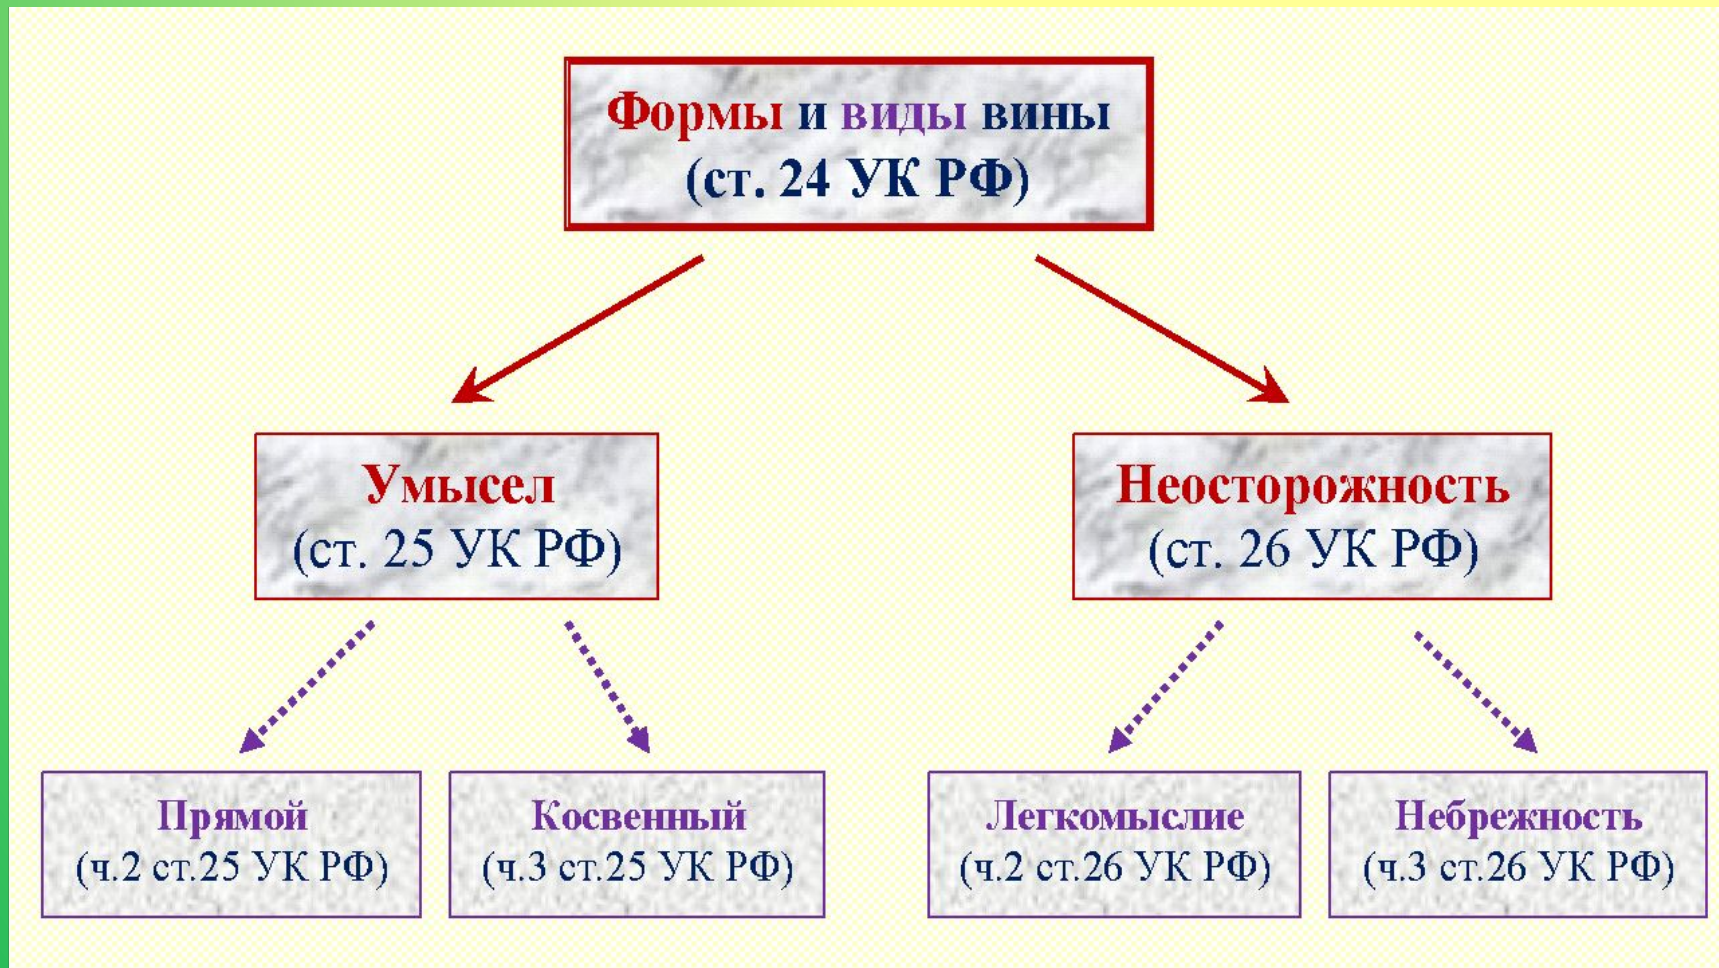 Формы и виды вины
(ст. 24 УК РФ)
Умысел
(ст. 25 УК РФ)
Неосторожность
(ст. 26 УК РФ)
Прямой
(ч.2 ст.25 УК РФ)
Косвенный
(ч.3 ст.25 УК РФ)
Легкомыслие
(ч.2 ст.26 УК РФ)
Небрежность
(ч.3 ст.26 УК РФ)